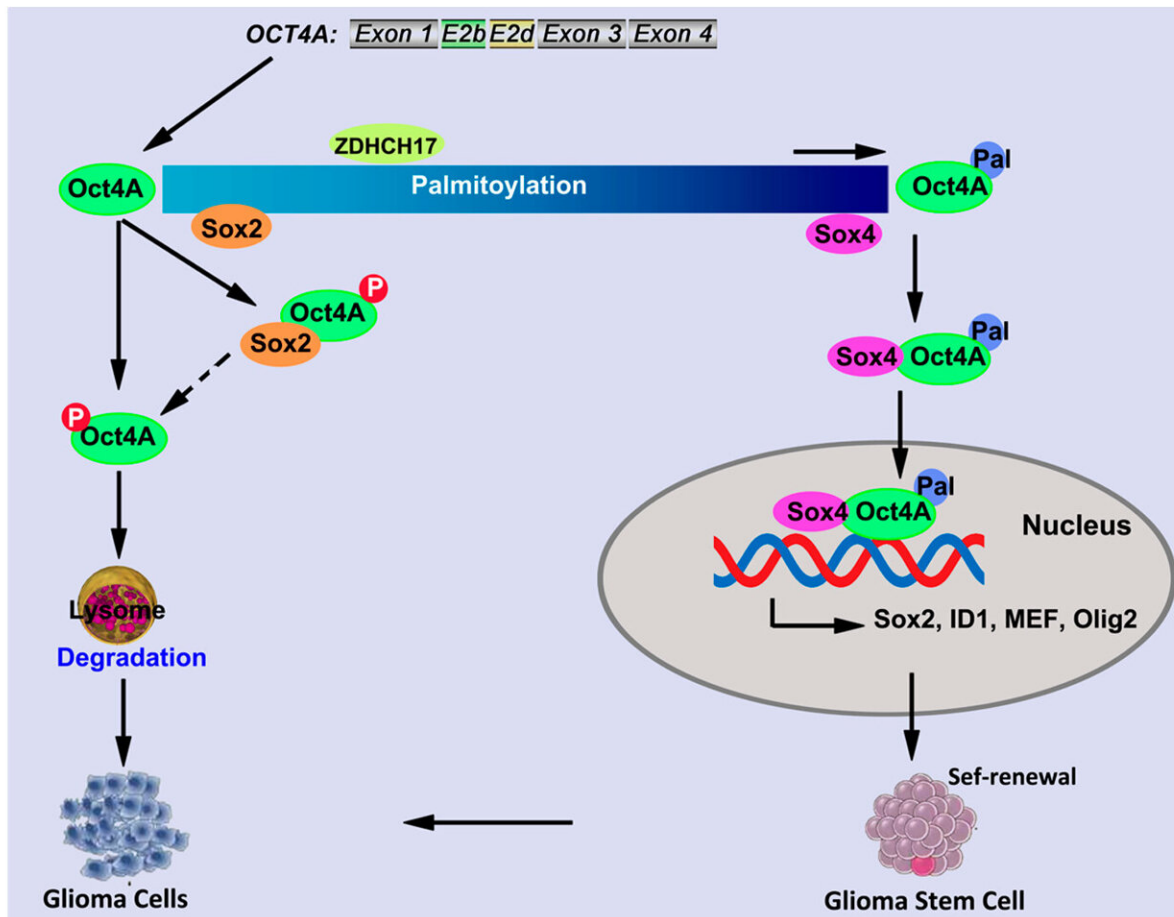 OCT4A: Exon 1 E2b E2d Exon 3 Exon 4
ZDHCH17
Oct4A
Palmitoylation
Pal
Oct4A
Sox2
Sox4
P
Oct4A
Sox2
Pal
Sox4 Oct4A
P
Oct4A
Pal
Sox4 Oct4A
Nucleus
Lysome
Degradation
Sox2, ID1, MEF, Olig2
Sef-renewal
Glioma Cells
Glioma Stem Cell